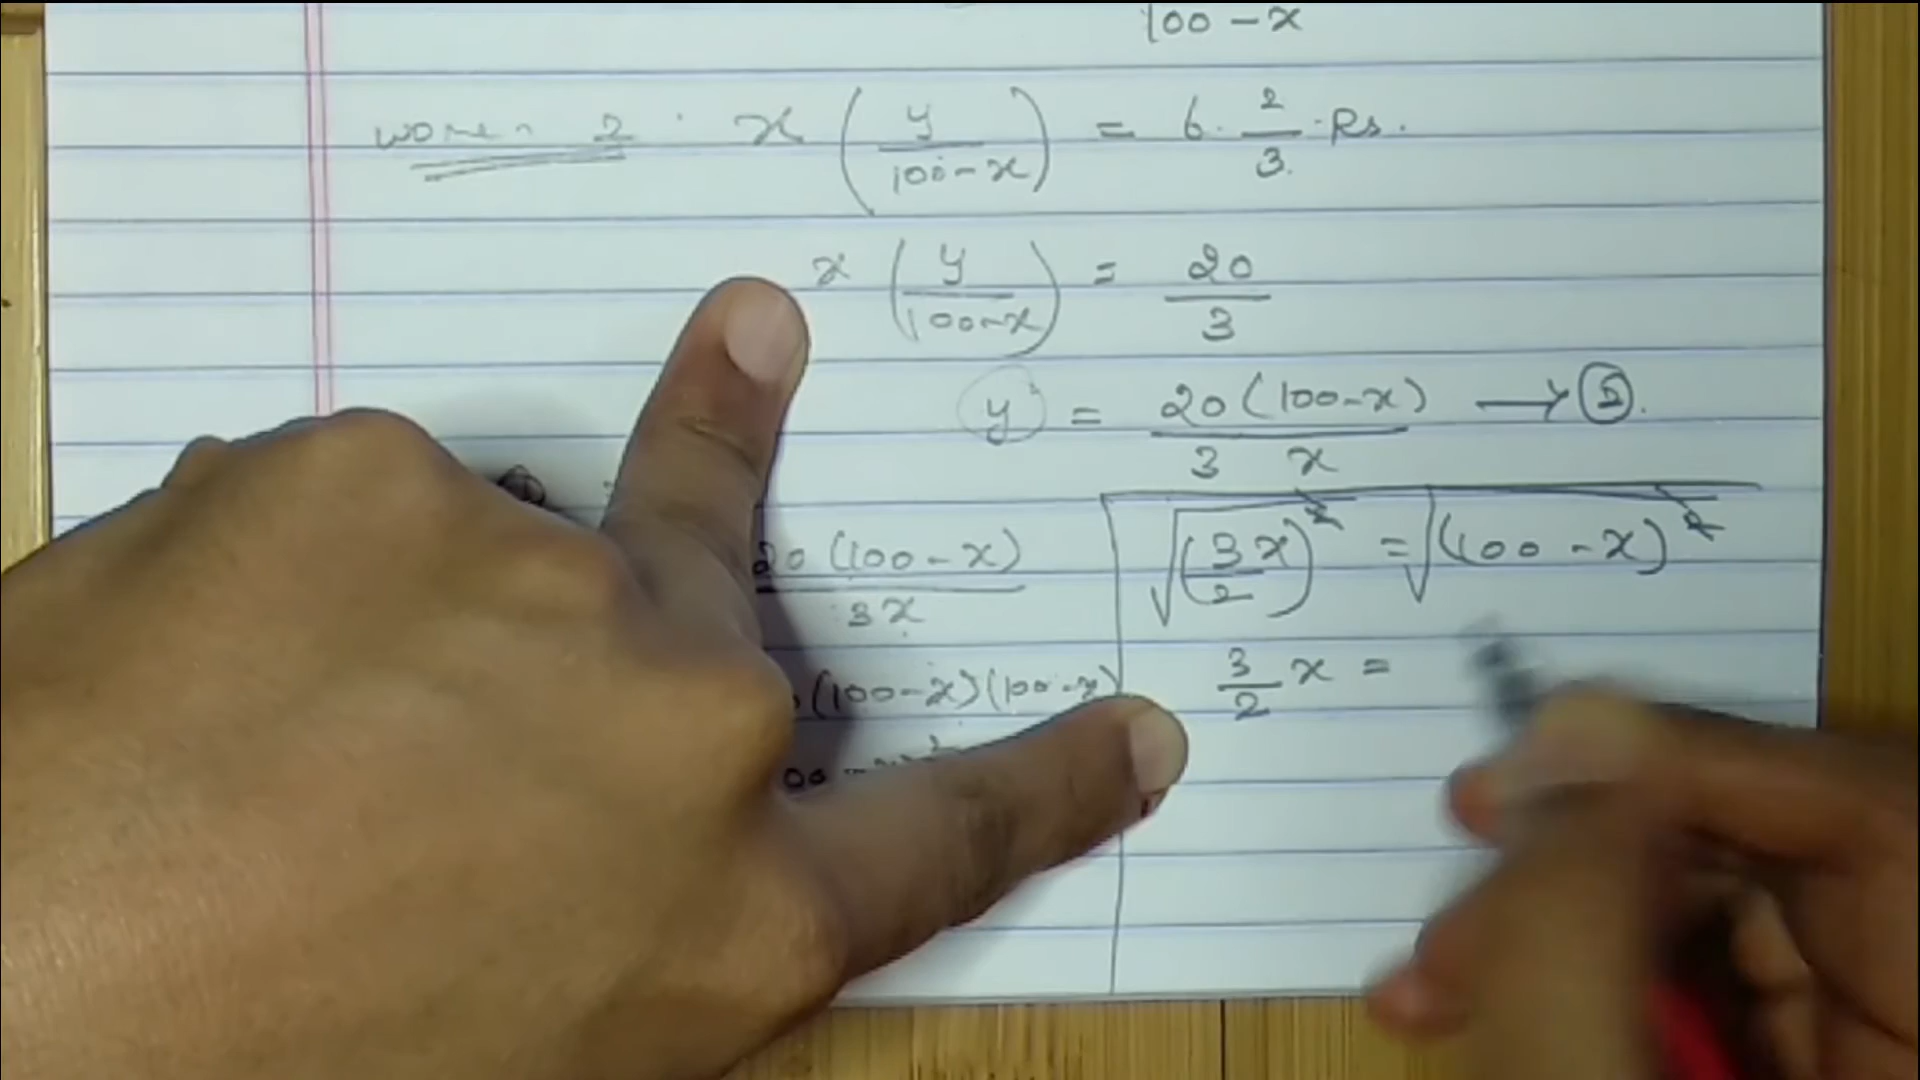 100 - x
women 2 . x ( y / 100 - x ) = 6 . 2/3 . Rs .
x ( y / 100 - x ) = 20 / 3
y = 20 ( 100 - x ) / 3 x → 5 .
20 ( 100 - x ) / 3x
√( 3x / 2 )² = √( 100 - x )²
( 100 - x ) ( 100 - x )
3/2 x =